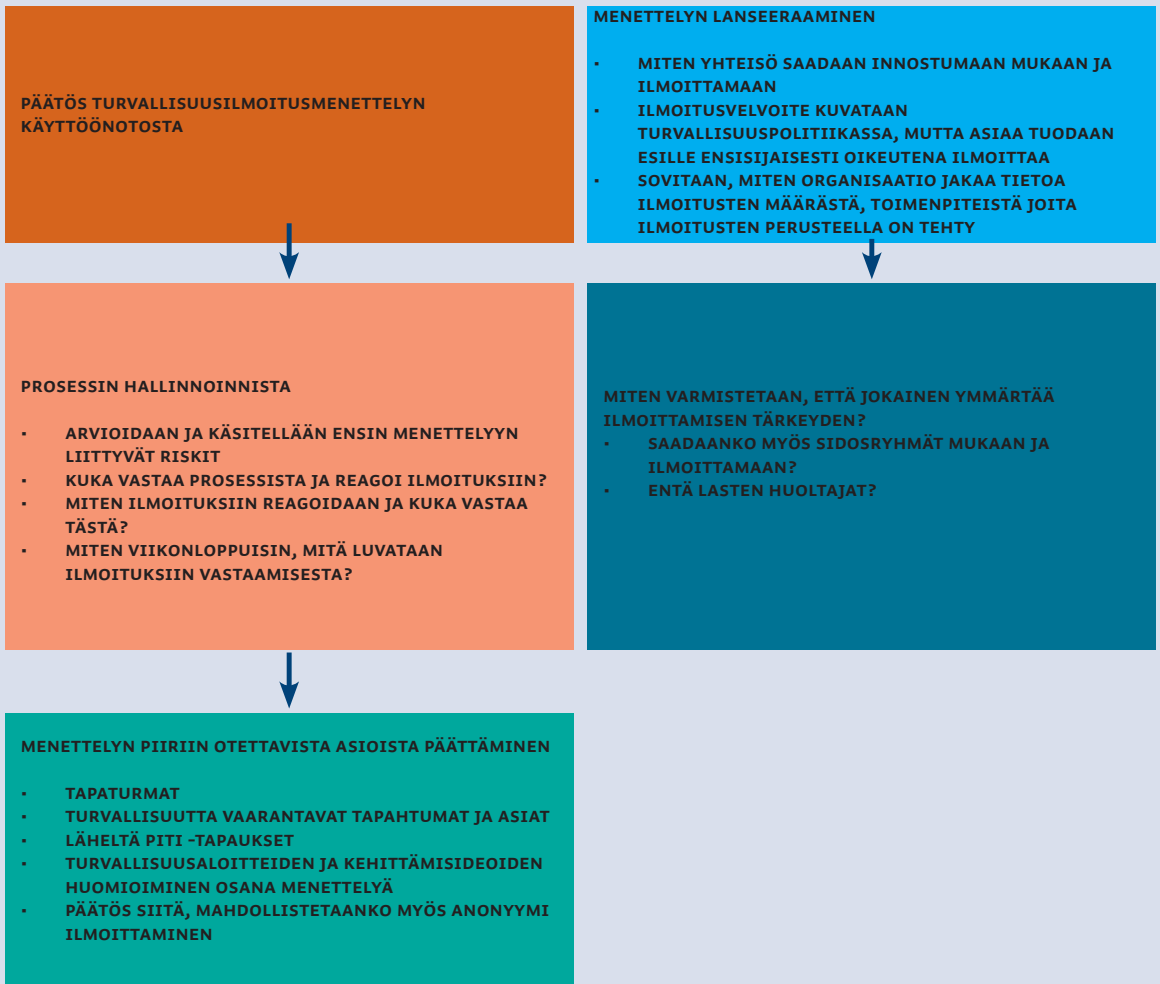 PÄÄTÖS TURVALLISUUSILMOITUSMENETTELYN
KÄYTTÖÖNOTOSTA
PROSESSIN HALLINNOINNISTA
▪ ARVIOIDAAN JA KÄSITELLÄÄN ENSIN MENETTELYYN
LIITTYVÄT RISKIT
▪ KUKA VASTAA PROSESSISTA JA REAGOI ILMOITUKSIIN?
▪ MITEN ILMOITUKSIIN REAGOIDAAN JA KUKA VASTAA
TÄSTÄ?
▪ MITEN VIIKONLOPPUISIN, MITÄ LUVATAAN
ILMOITUKSIIN VASTAAMISESTA?
MENETTELYN PIIRIIN OTETTAVISTA ASIOISTA PÄÄTTÄMINEN
▪ TAPATURMAT
▪ TURVALLISUUTTA VAARANTAVAT TAPAHTUMAT JA ASIAT
▪ LÄHELTÄ PITI -TAPAUKSET
▪ TURVALLISUUSALOITTEIDEN JA KEHITTÄMISIDEOIDEN
HUOMIOIMINEN OSANA MENETTELYÄ
▪ PÄÄTÖS SIITÄ, MAHDOLLISTETAANKO MYÖS ANONYYMI
ILMOITTAMINEN
MENETTELYN LANSEERAAMINEN
▪ MITEN YHTEISÖ SAADAAN INNOSTUMAAN MUKAAN JA
ILMOITTAMAAN
▪ ILMOITUSVELVOITE KUVATAAN
TURVALLISUUSPOLITIIKASSA, MUTTA ASIAA TUODAAN
ESILLE ENSISIJAISESTI OIKEUTENA ILMOITTAA
▪ SOVITAAN, MITEN ORGANISAATIO JAKAA TIETOA
ILMOITUSTEN MÄÄRÄSTÄ, TOIMENPITEISTÄ JOITA
ILMOITUSTEN PERUSTEELLA ON TEHTY
MITEN VARMISTETAAN, ETTÄ JOKAINEN YMMÄRTÄÄ
ILMOITTAMISEN TÄRKEYDEN?
▪ SAADAANKO MYÖS SIDOSRYHMÄT MUKAAN JA
ILMOITTAMAAN?
▪ ENTÄ LASTEN HUOLTAJAT?